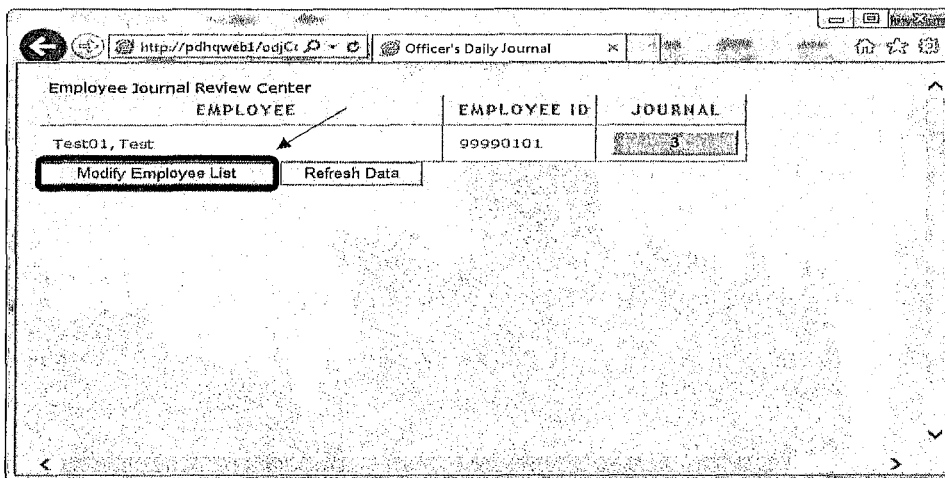 http://pdhqweb1/odjC
Officer's Daily Journal
Employee Journal Review Center
EMPLOYEE EMPLOYEE ID JOURNAL
Test01, Test 99990101 3
Modify Employee List Refresh Data